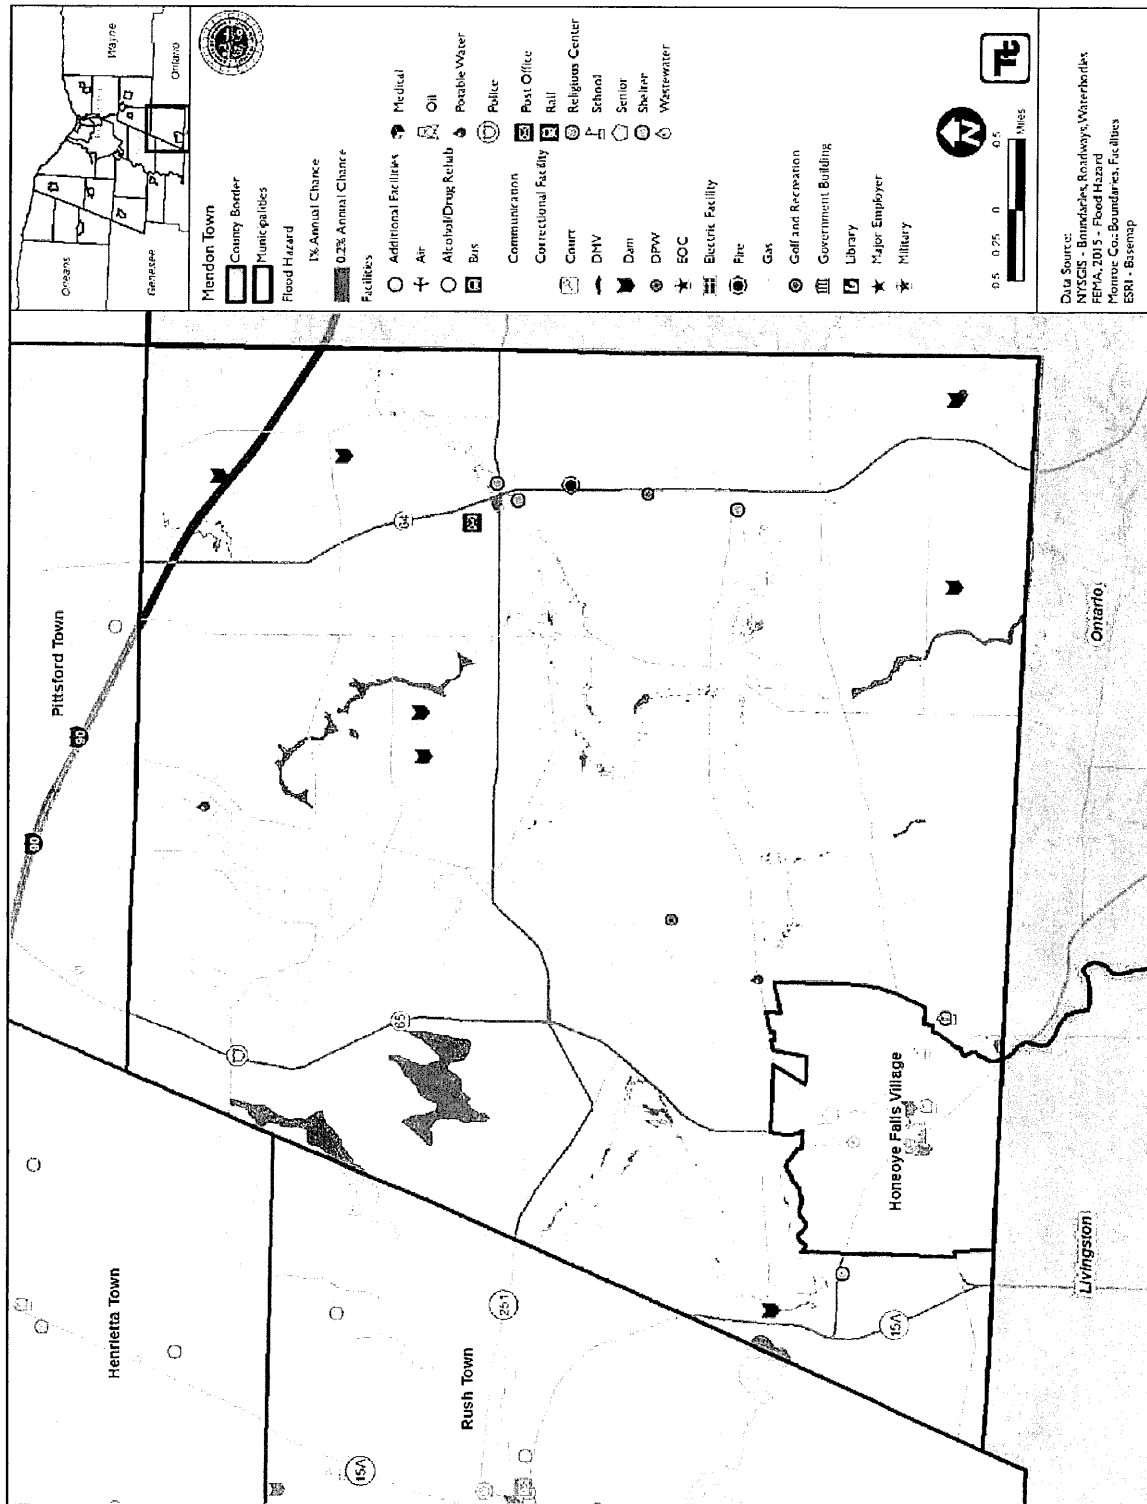 Wayne
Orleans
Ontario
Genesee
Mendon Town
County Border
Municipalities
Flood Hazard
1% Annual Chance
0.2% Annual Chance
Facilities
Additional Facilities
Air
Alcohol/Drug Rehab
Bus
Communication
Correctional Facility
Court
DMV
Dam
DPW
EOC
Electric Facility
Fire
Gas
Golf and Recreation
Government Building
Library
Major Employer
Military
Medical
Oil
Potable Water
Police
Post Office
Rail
Religious Center
School
Senior
Shelter
Wastewater
N
Tt
0.5 0.25 0 0.5
Miles
Data Source:
NYSGIS - Boundaries, Roadways, Waterbodies
FEMA, 2015 - Flood Hazard
Monroe Co.: Boundaries, Facilities
ESRI - Basemap
Henrietta Town
Pittsford Town
90
90
64
65
Rush Town
251
15A
15A
Honeoye Falls Village
Livingston
Ontario